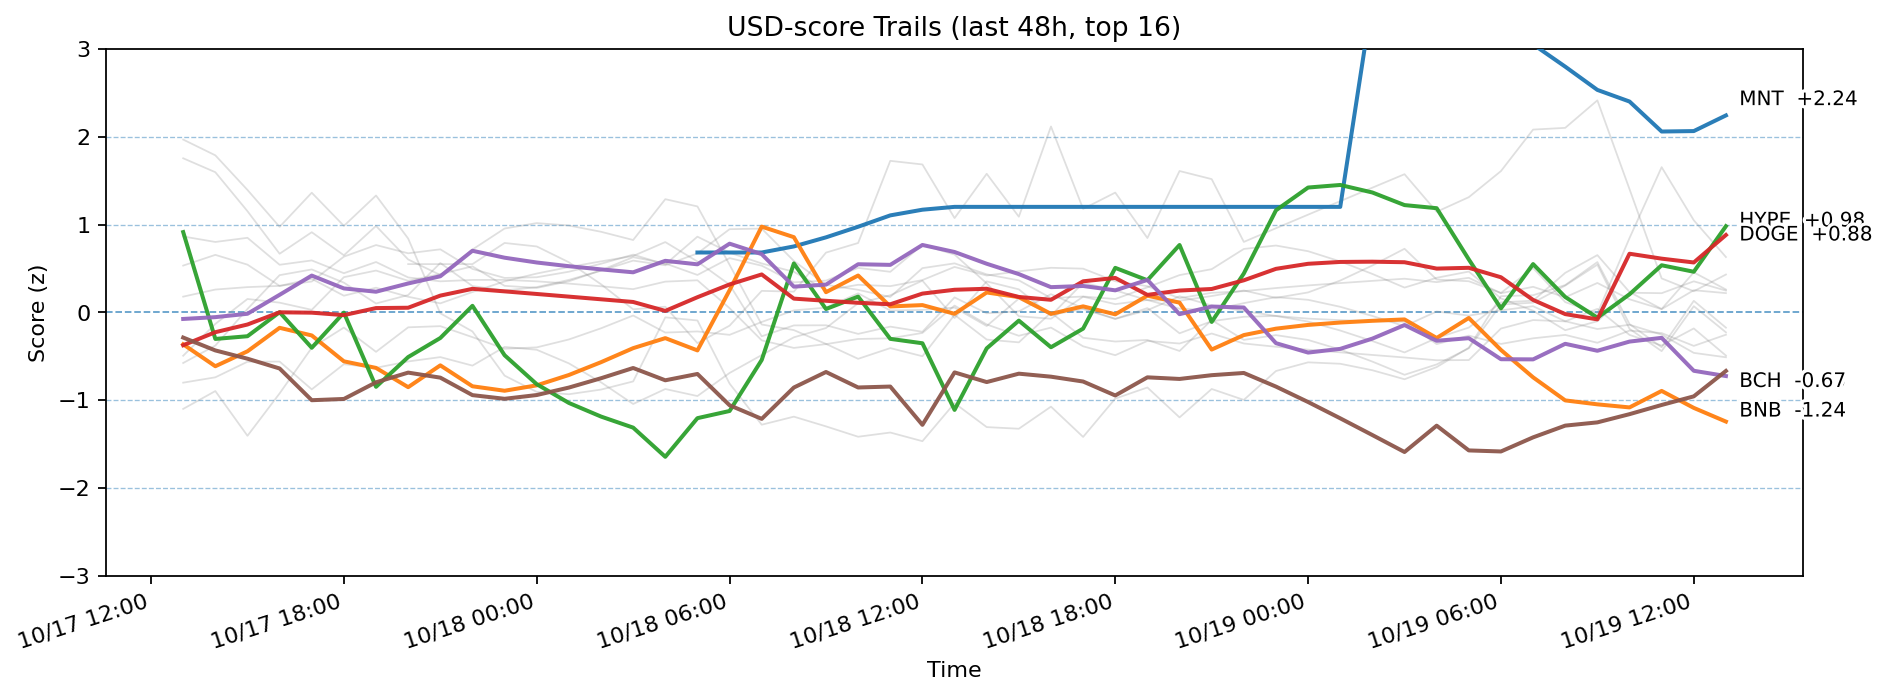 USD-score Trails (last 48h, top 16)
3
2
1
0
−1
−2
−3
Score (z)
MNT +2.24
HYPE +0.98
DOGE +0.88
BCH -0.67
BNB -1.24
10/17 12:00
10/17 18:00
10/18 00:00
10/18 06:00
10/18 12:00
10/18 18:00
10/19 00:00
10/19 06:00
10/19 12:00
Time